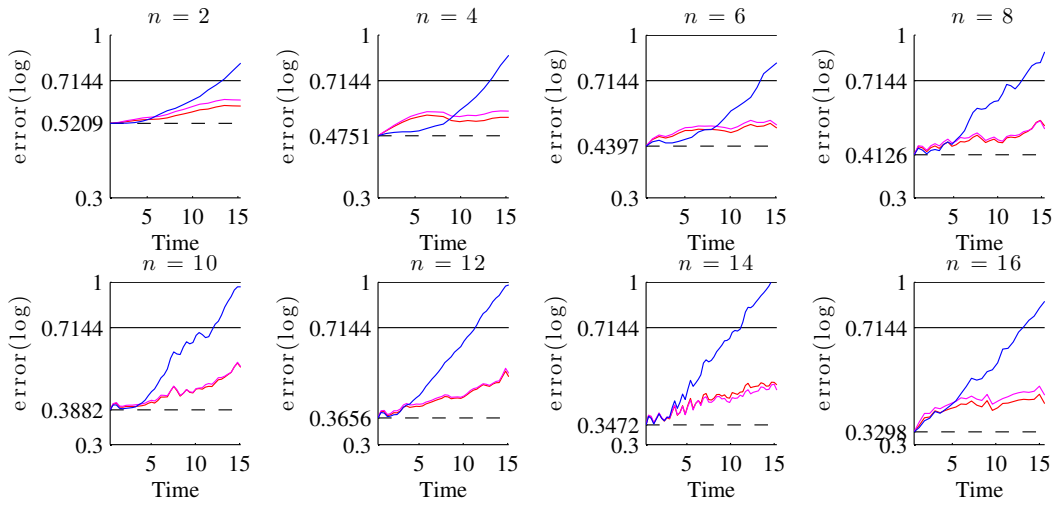 n = 2
1
0.7144
0.5209
0.3
error(log)
5 10 15
Time
n = 4
1
0.7144
0.4751
0.3
error(log)
5 10 15
Time
n = 6
1
0.7144
0.4397
0.3
error(log)
5 10 15
Time
n = 8
1
0.7144
0.4126
0.3
error(log)
5 10 15
Time
n = 10
1
0.7144
0.3882
0.3
error(log)
5 10 15
Time
n = 12
1
0.7144
0.3656
0.3
error(log)
5 10 15
Time
n = 14
1
0.7144
0.3472
0.3
error(log)
5 10 15
Time
n = 16
1
0.7144
0.3298
0.3
error(log)
5 10 15
Time